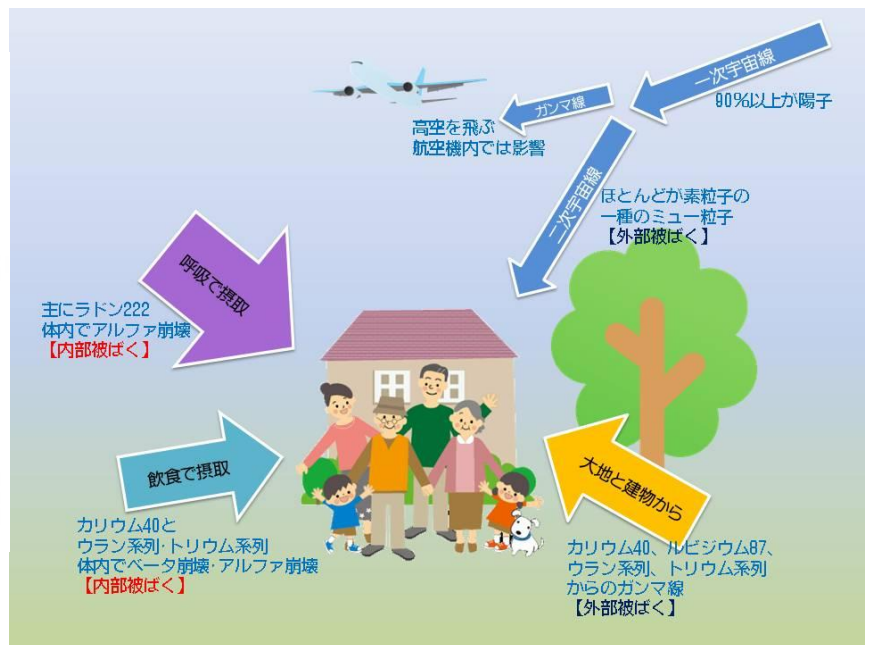 一次宇宙線
90%以上が陽子
ガンマ線
高空を飛ぶ
航空機内では影響
二次宇宙線
ほとんどが素粒子の
一種のミュー粒子
【外部被ばく】
呼吸で摂取
主にラドン222
体内でアルファ崩壊
【内部被ばく】
飲食で摂取
カリウム40と
ウラン系列・トリウム系列
体内でベータ崩壊・アルファ崩壊
【内部被ばく】
大地と建物から
カリウム40、ルビジウム87、
ウラン系列、トリウム系列
からのガンマ線
【外部被ばく】